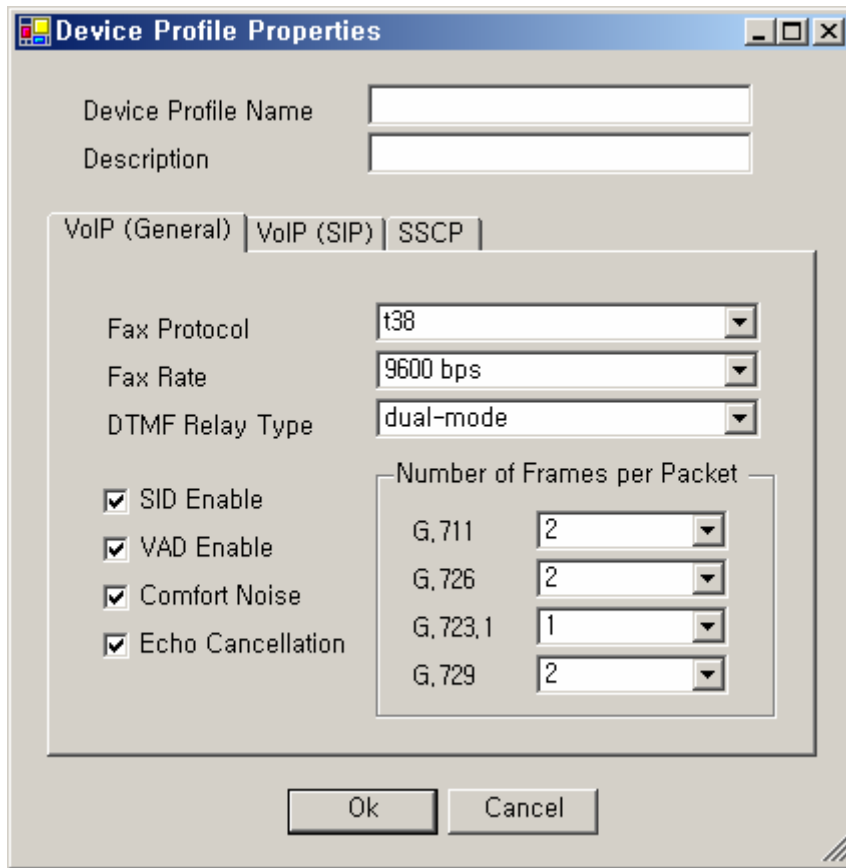 Device Profile Properties
Device Profile Name
Description
VoIP (General) VoIP (SIP) SSCP
Fax Protocol t38
Fax Rate 9600 bps
DTMF Relay Type dual-mode
SID Enable
VAD Enable
Comfort Noise
Echo Cancellation
Number of Frames per Packet
G.711 2
G.726 2
G.723.1 1
G.729 2
Ok Cancel